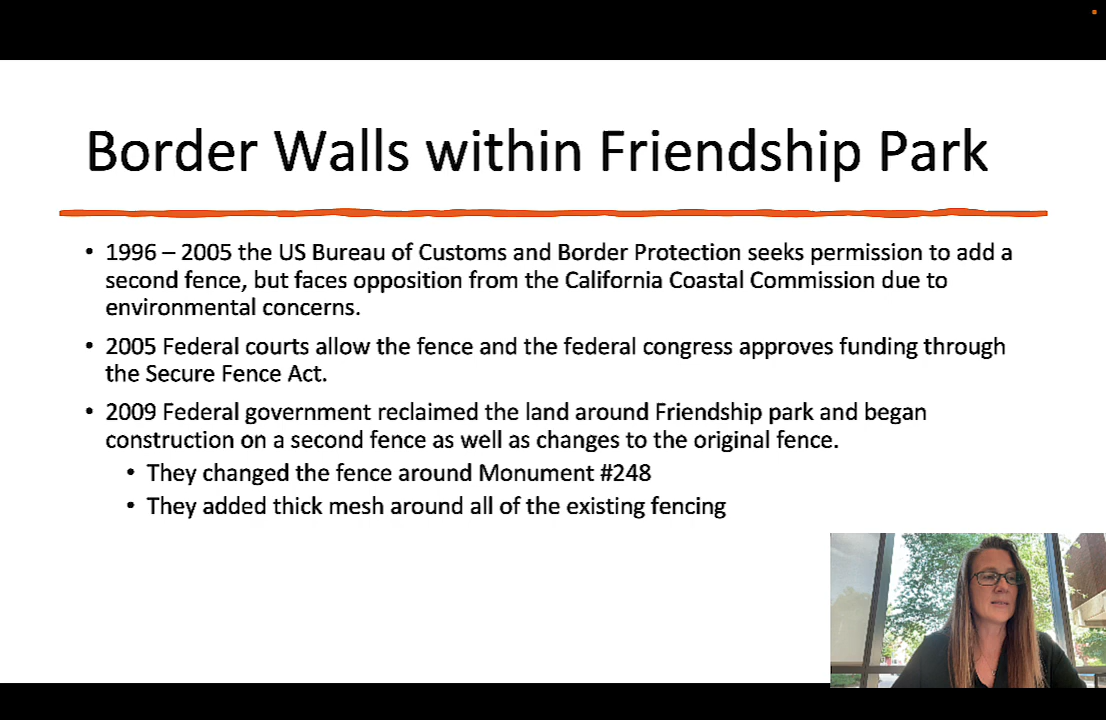 Border Walls within Friendship Park
• 1996 – 2005 the US Bureau of Customs and Border Protection seeks permission to add a
second fence, but faces opposition from the California Coastal Commission due to
environmental concerns.
• 2005 Federal courts allow the fence and the federal congress approves funding through
the Secure Fence Act.
• 2009 Federal government reclaimed the land around Friendship park and began
construction on a second fence as well as changes to the original fence.
• They changed the fence around Monument #248
• They added thick mesh around all of the existing fencing